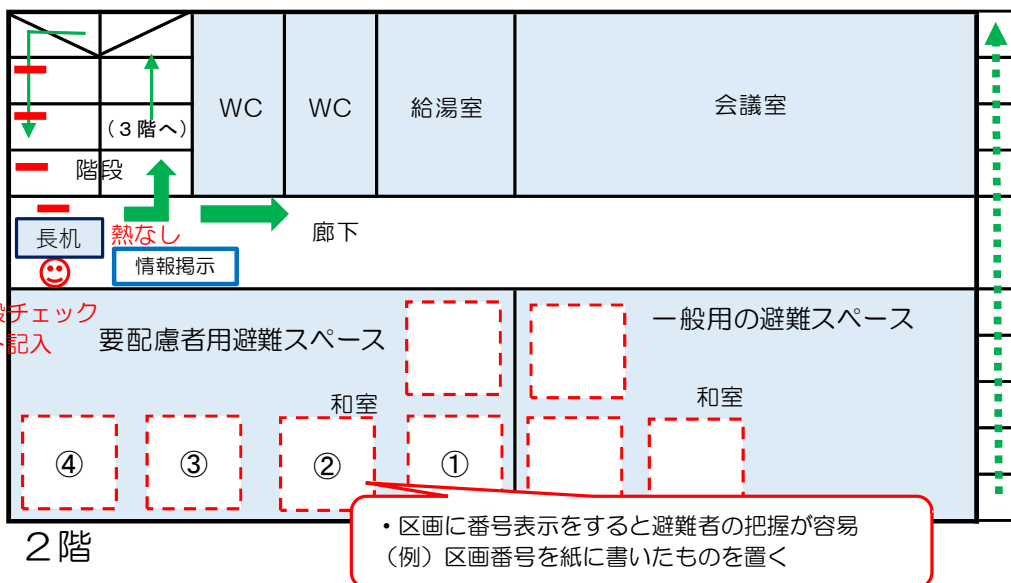 WC
WC
給湯室
会議室
(３階へ)
階段
長机
熱なし
廊下
情報掲示
チェック
記入
要配慮者用避難スペース
一般用の避難スペース
和室
和室
④
③
②
①
・区画に番号表示をすると避難者の把握が容易
（例）区画番号を紙に書いたものを置く
２階